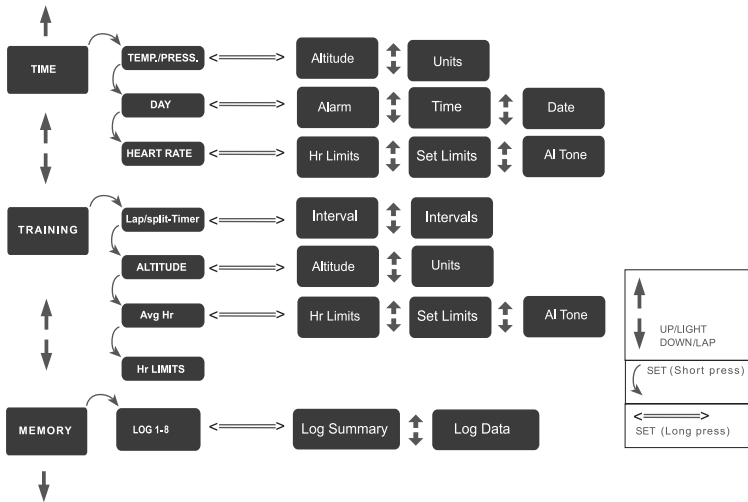 TIME
TEMP./PRESS.
Altitude
Units
DAY
Alarm
Time
Date
HEART RATE
Hr Limits
Set Limits
Al Tone
TRAINING
Lap/split-Timer
Interval
Intervals
ALTITUDE
Altitude
Units
Avg Hr
Hr Limits
Set Limits
Al Tone
Hr LIMITS
MEMORY
LOG 1-8
Log Summary
Log Data
UP/LIGHT
DOWN/LAP
SET (Short press)
SET (Long press)